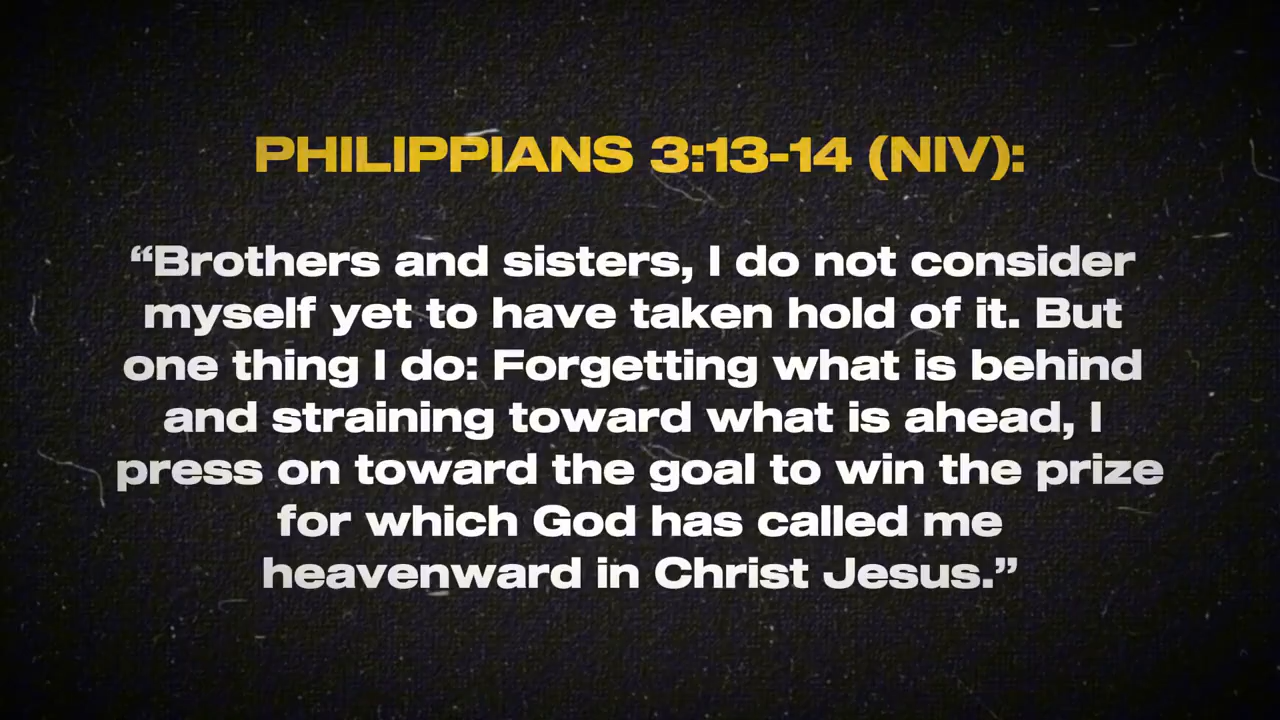 PHILIPPIANS 3:13-14 (NIV):
“Brothers and sisters, I do not consider
myself yet to have taken hold of it. But
one thing I do: Forgetting what is behind
and straining toward what is ahead, I
press on toward the goal to win the prize
for which God has called me
heavenward in Christ Jesus.”